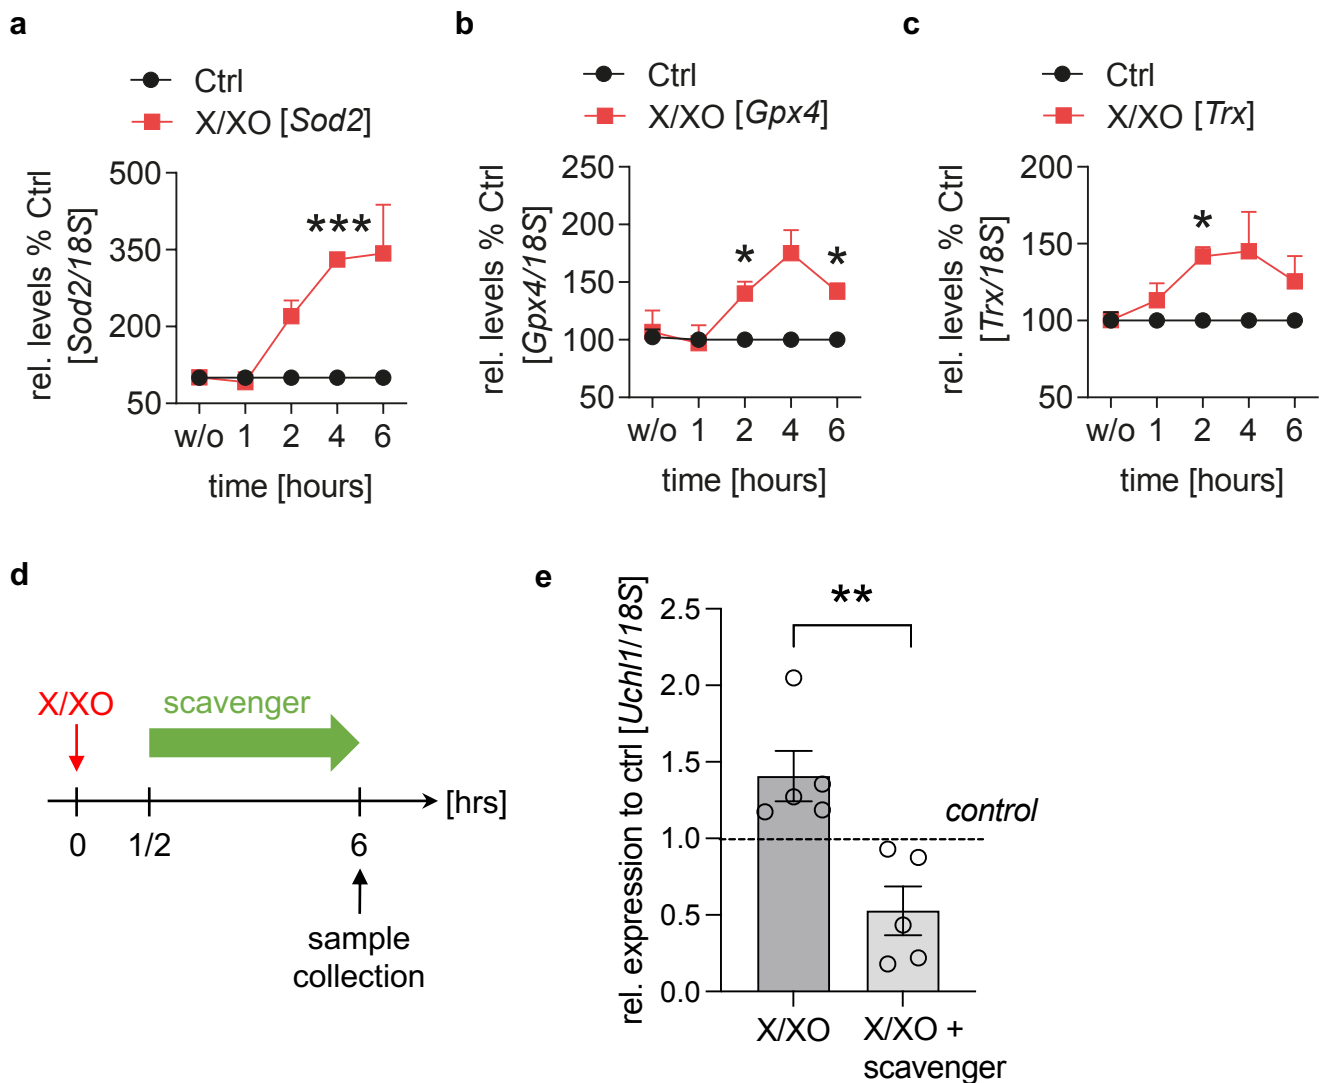 a
Ctrl
X/XO [Sod2]
rel. levels % Ctrl
[Sod2/18S]
500
350
200
50
***
w/o 1 2 4 6
time [hours]
b
Ctrl
X/XO [Gpx4]
rel. levels % Ctrl
[Gpx4/18S]
250
200
150
100
50
* *
w/o 1 2 4 6
time [hours]
c
Ctrl
X/XO [Trx]
rel. levels % Ctrl
[Trx/18S]
200
150
100
50
*
w/o 1 2 4 6
time [hours]
d
X/XO
scavenger
[hrs]
0 1/2 6
sample
collection
e
rel. expression to ctrl [Uchl1/18S]
2.5
2.0
1.5
1.0
0.5
0.0
**
control
X/XO
X/XO +
scavenger